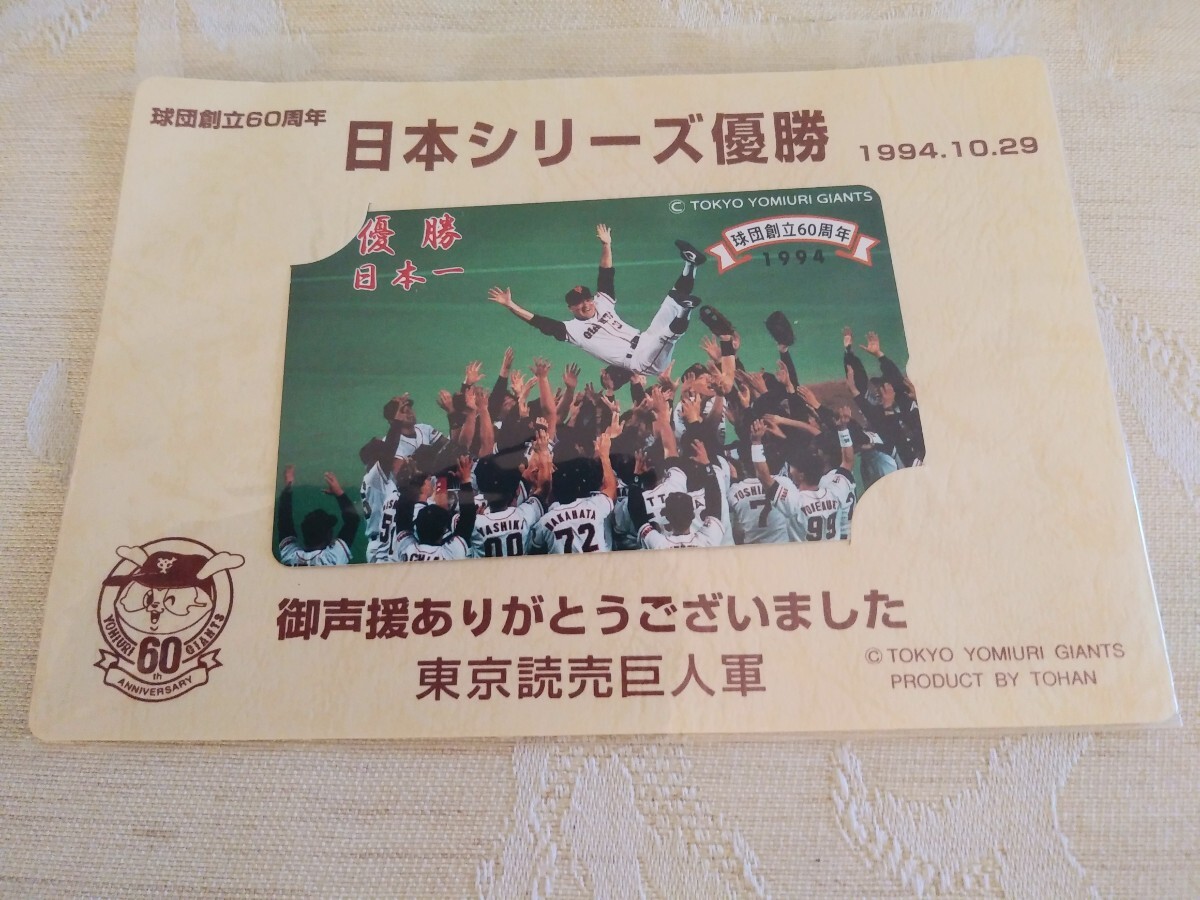 球団創立60周年
日本シリーズ優勝
1994.10.29
© TOKYO YOMIURI GIANTS
優勝
日本一
球団創立60周年
1994
GIANTS
NAKAHATA
72
00
YOSHI
7
99
YOMIURI GIANTS
60th
ANNIVERSARY
御声援ありがとうございました
東京読売巨人軍
© TOKYO YOMIURI GIANTS
PRODUCT BY TOHAN